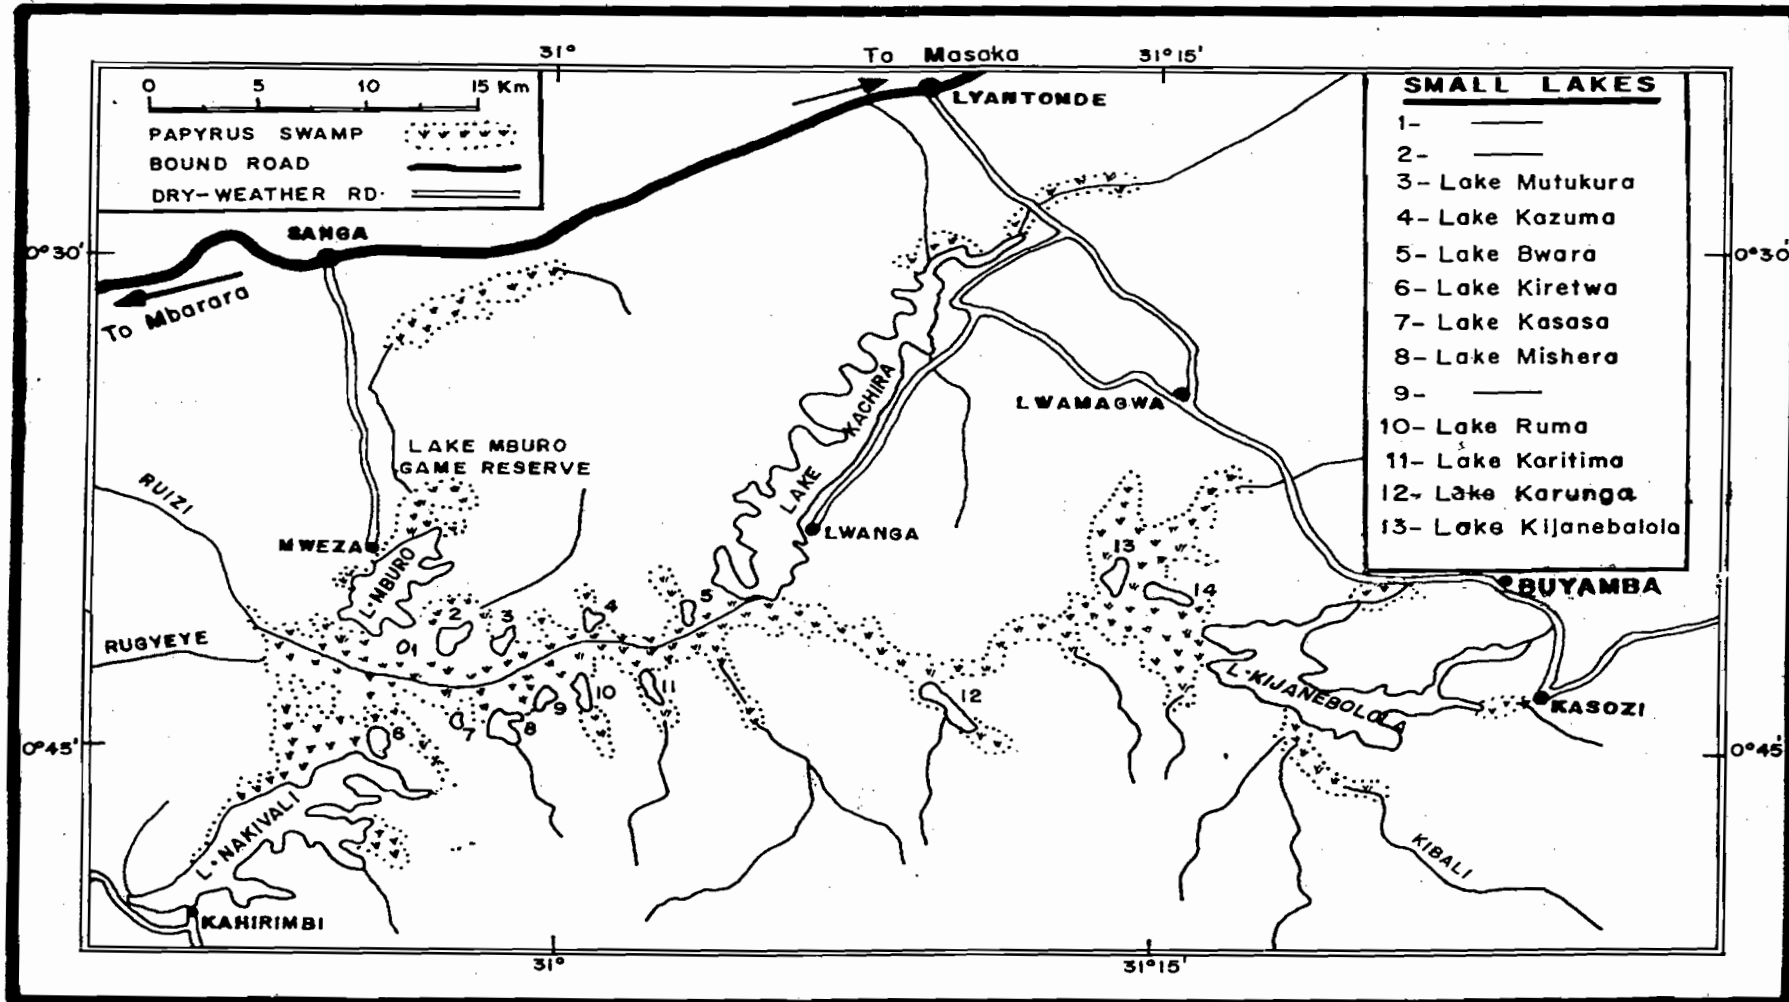 31°
To Masaka
31°15'
0 5 10 15 Km
PAPYRUS SWAMP
BOUND ROAD
DRY-WEATHER RD.
SMALL LAKES
1-
2-
3- Lake Mutukura
4- Lake Kazuma
5- Lake Bwara
6- Lake Kiretwa
7- Lake Kasasa
8- Lake Mishera
9-
10- Lake Ruma
11- Lake Karitima
12- Lake Karunga
13- Lake Kijanebalola
LYANTONDE
SANGA
0°30'
0°30'
To Mbarara
LAKE KACHIRA
LWAMAGWA
LAKE MBURO
GAME RESERVE
RUIZI
MWEZA
L·MBURO
LWANGA
BUYAMBA
RUGYEYE
1
2
3
4
5
13
14
6
7
8
9
10
11
12
L·KIJANEBOLOLA
KASOZI
0°45'
0°45'
L·NAKIVALI
KIBALI
KAHIRIMBI
31°
31°15'